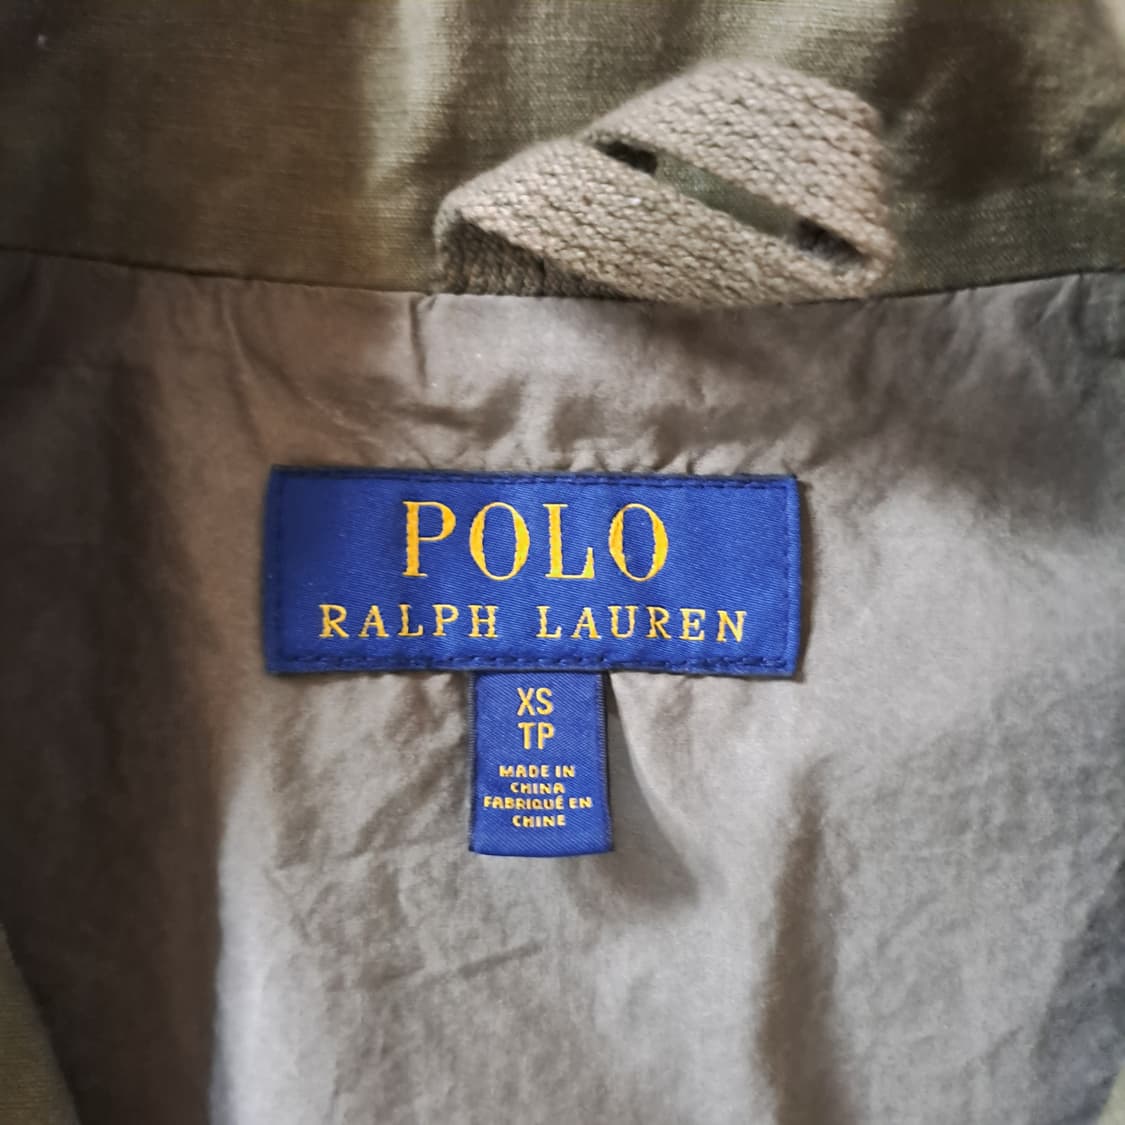 POLO
RALPH LAUREN
XS
TP
MADE IN
CHINA
FABRIQUÉ EN
CHINE